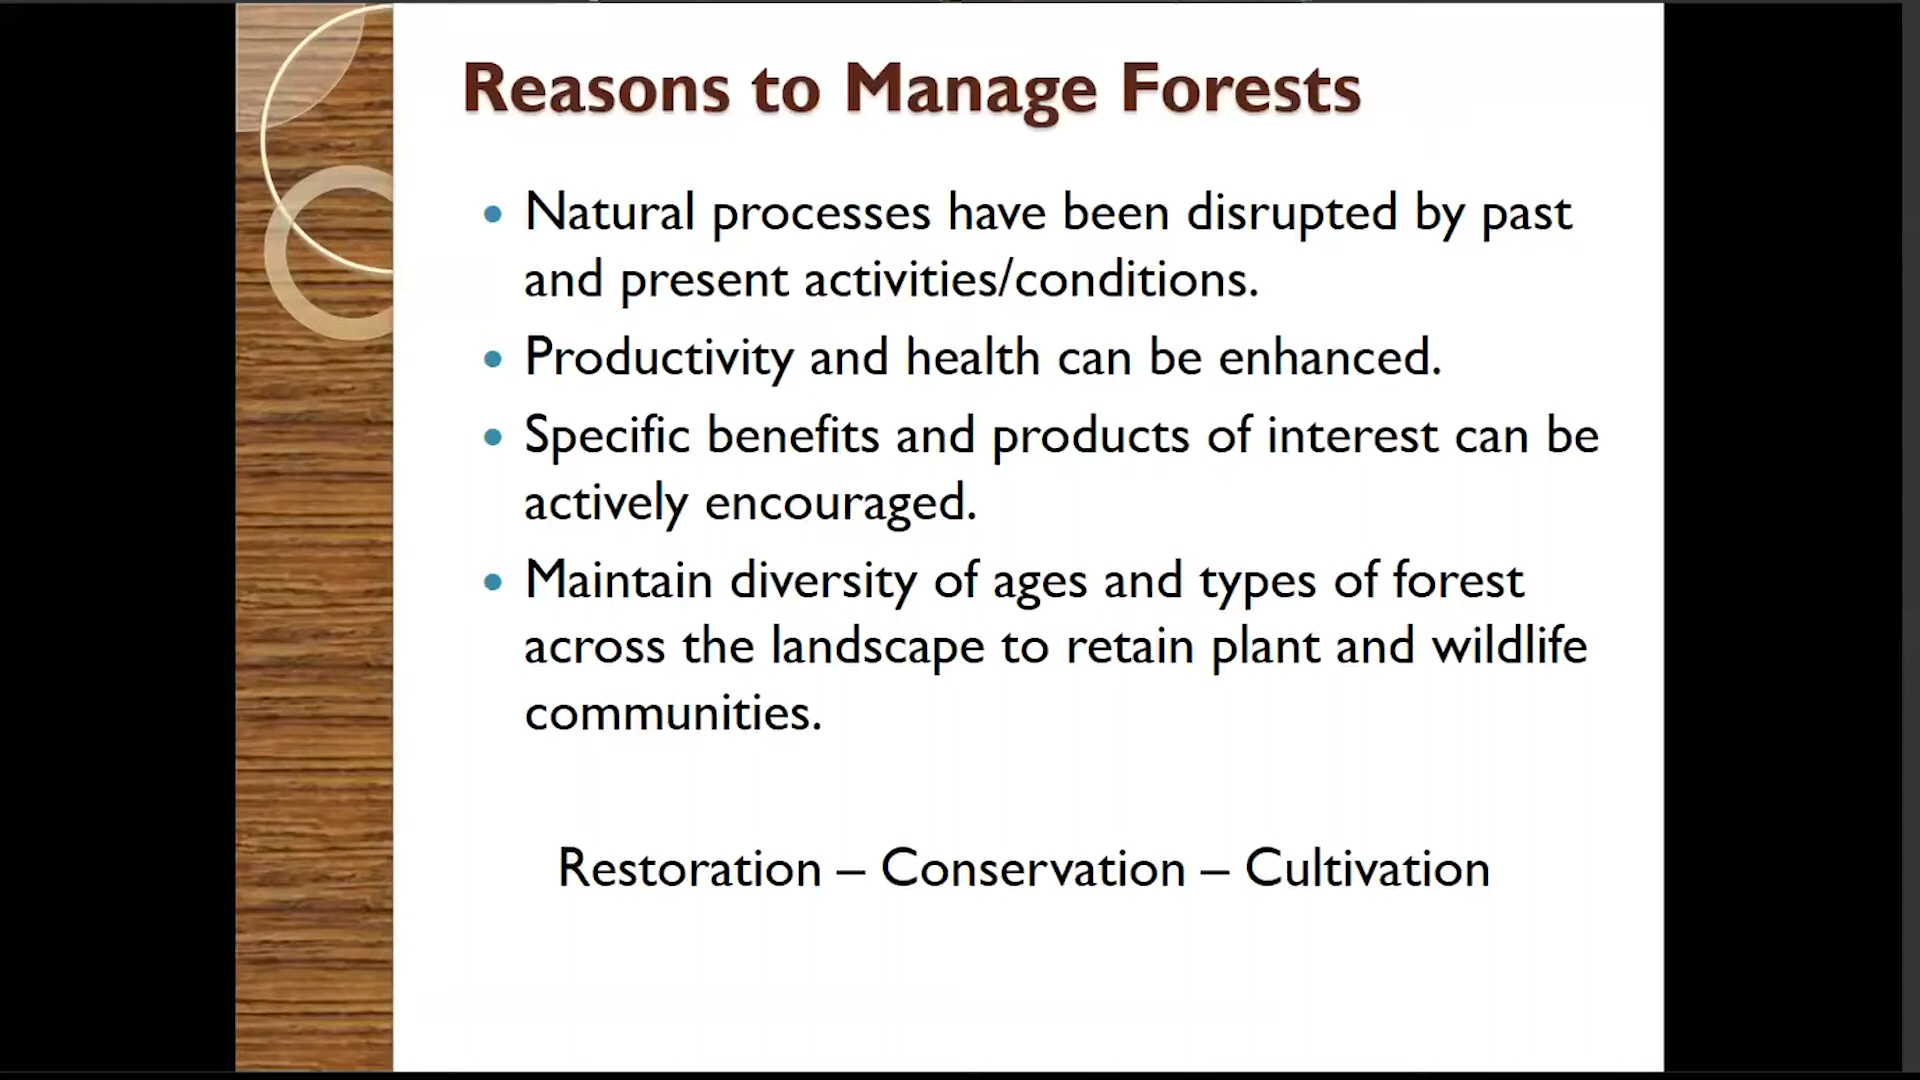 Reasons to Manage Forests
• Natural processes have been disrupted by past
and present activities/conditions.
• Productivity and health can be enhanced.
• Specific benefits and products of interest can be
actively encouraged.
• Maintain diversity of ages and types of forest
across the landscape to retain plant and wildlife
communities.
Restoration – Conservation – Cultivation